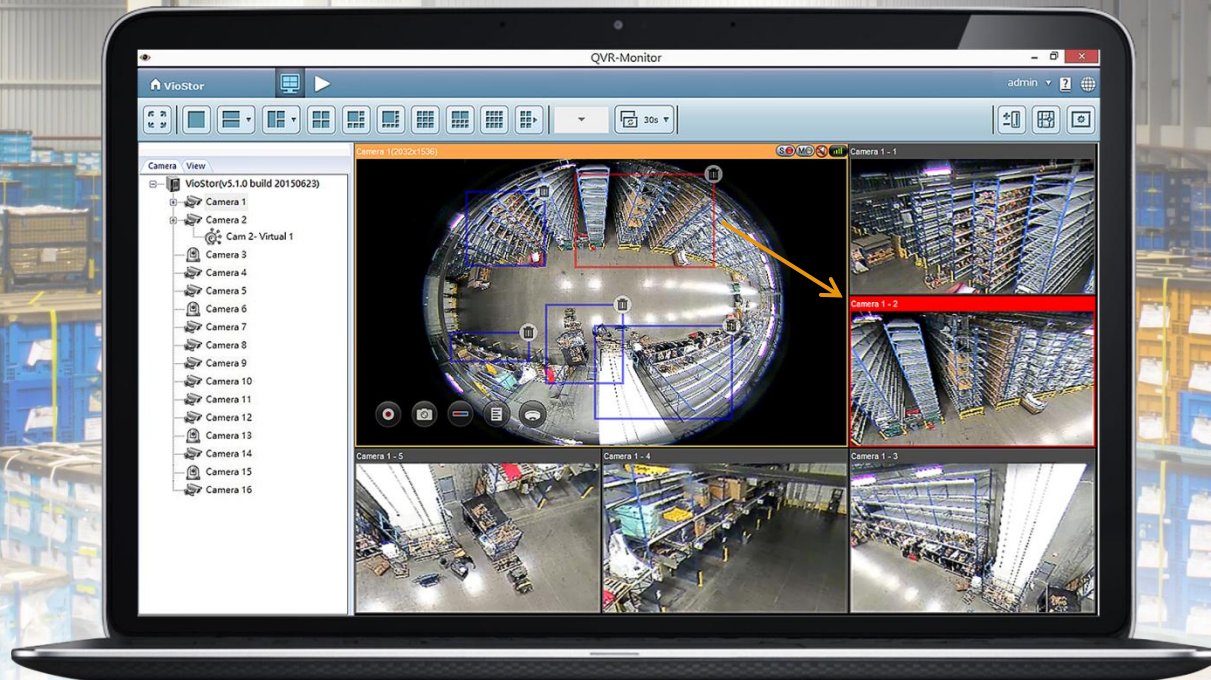 QVR-Monitor
VioStor
admin
?
30s
Camera View
VioStor(v5.1.0 build 20150623)
Camera 1
Camera 2
Cam 2- Virtual 1
Camera 3
Camera 4
Camera 5
Camera 6
Camera 7
Camera 8
Camera 9
Camera 10
Camera 11
Camera 12
Camera 13
Camera 14
Camera 15
Camera 16
Camera 1(2032x1536)
S M
Camera 1 - 1
Camera 1 - 2
Camera 1 - 5
Camera 1 - 4
Camera 1 - 3